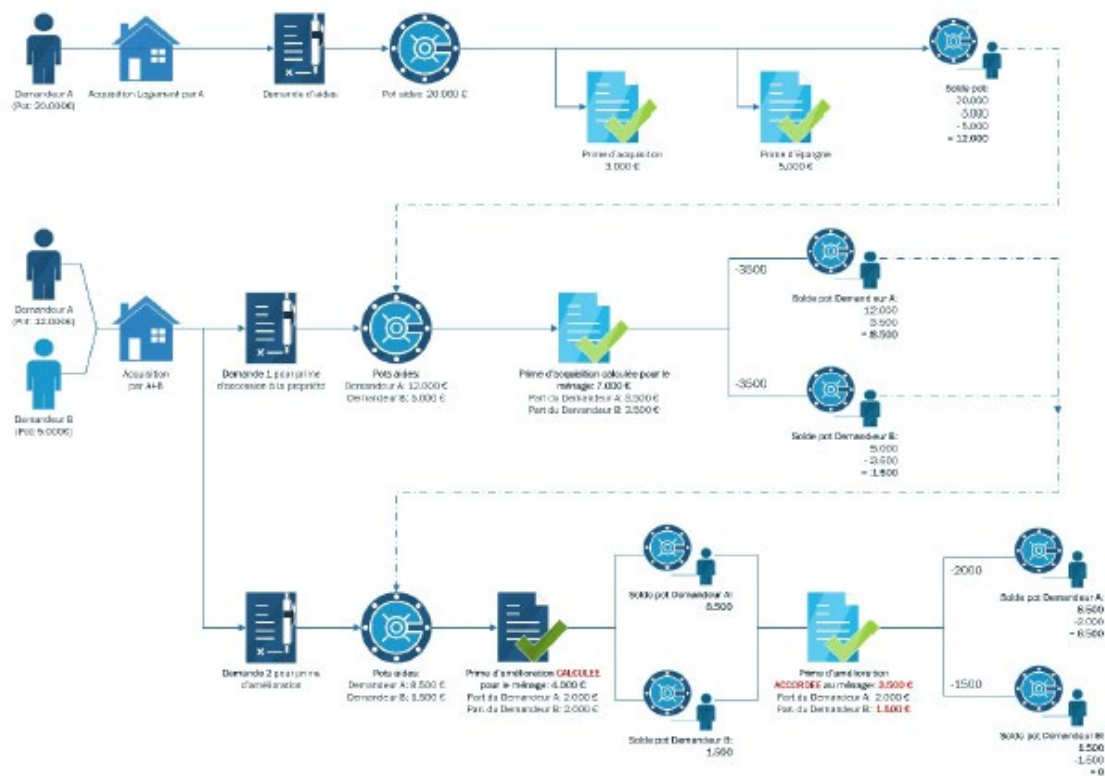 Demandeur A
(Pot: 20.000€)
Acquisition Logement par A
Demande d'aides
Pot aides: 20.000 €
Prime d'acquisition
3.000 €
Prime d'épargne
5.000 €
Solde pot:
20.000
- 3.000
- 5.000
= 12.000
Demandeur A
(Pot: 12.000€)
Demandeur B
(Pot: 5.000€)
Acquisition
par A+B
Demande 1 pour prime
d'accession à la propriété
Pots aides:
Demandeur A: 12.000 €
Demandeur B: 5.000 €
Prime d'acquisition calculée pour le
ménage: 7.000 €
Part du Demandeur A: 3.500 €
Part du Demandeur B: 3.500 €
-3500
Solde pot Demandeur A:
12.000
3.500
= 8.500
-3500
Solde pot Demandeur B:
5.000
- 3.500
= 1.500
Demande 2 pour prime
d'amélioration
Pots aides:
Demandeur A: 8.500 €
Demandeur B: 1.500 €
Prime d'amélioration CALCULEE
pour le ménage: 4.000 €
Part du Demandeur A: 2.000 €
Part du Demandeur B: 2.000 €
Solde pot Demandeur A:
8.500
Solde pot Demandeur B:
1.500
Prime d'amélioration
ACCORDEE au ménage: 3.500 €
Part du Demandeur A: 2.000 €
Part du Demandeur B: 1.500 €
-2000
Solde pot Demandeur A:
8.500
-2.000
= 6.500
-1500
Solde pot Demandeur B:
1.500
-1.500
= 0